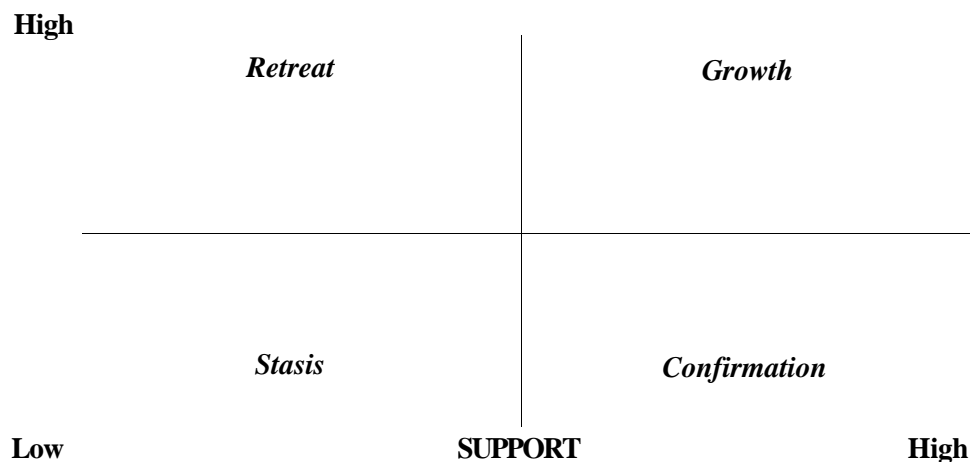 High
Retreat Growth
Stasis Confirmation
Low SUPPORT High